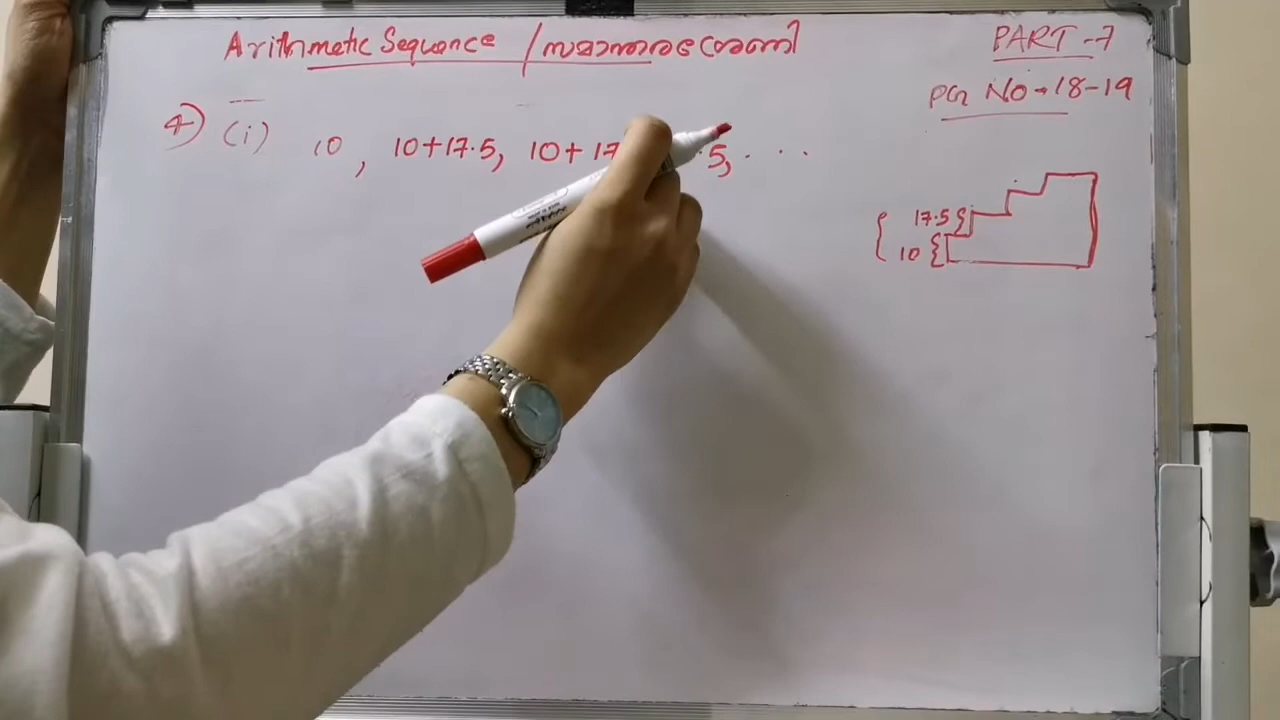 Arithmetic Sequence / സമാന്തരശ്രേണി
PART-7
PG NO-18-19
4) (i) 10, 10+17.5, 10+17 .5, ...
17.5
10